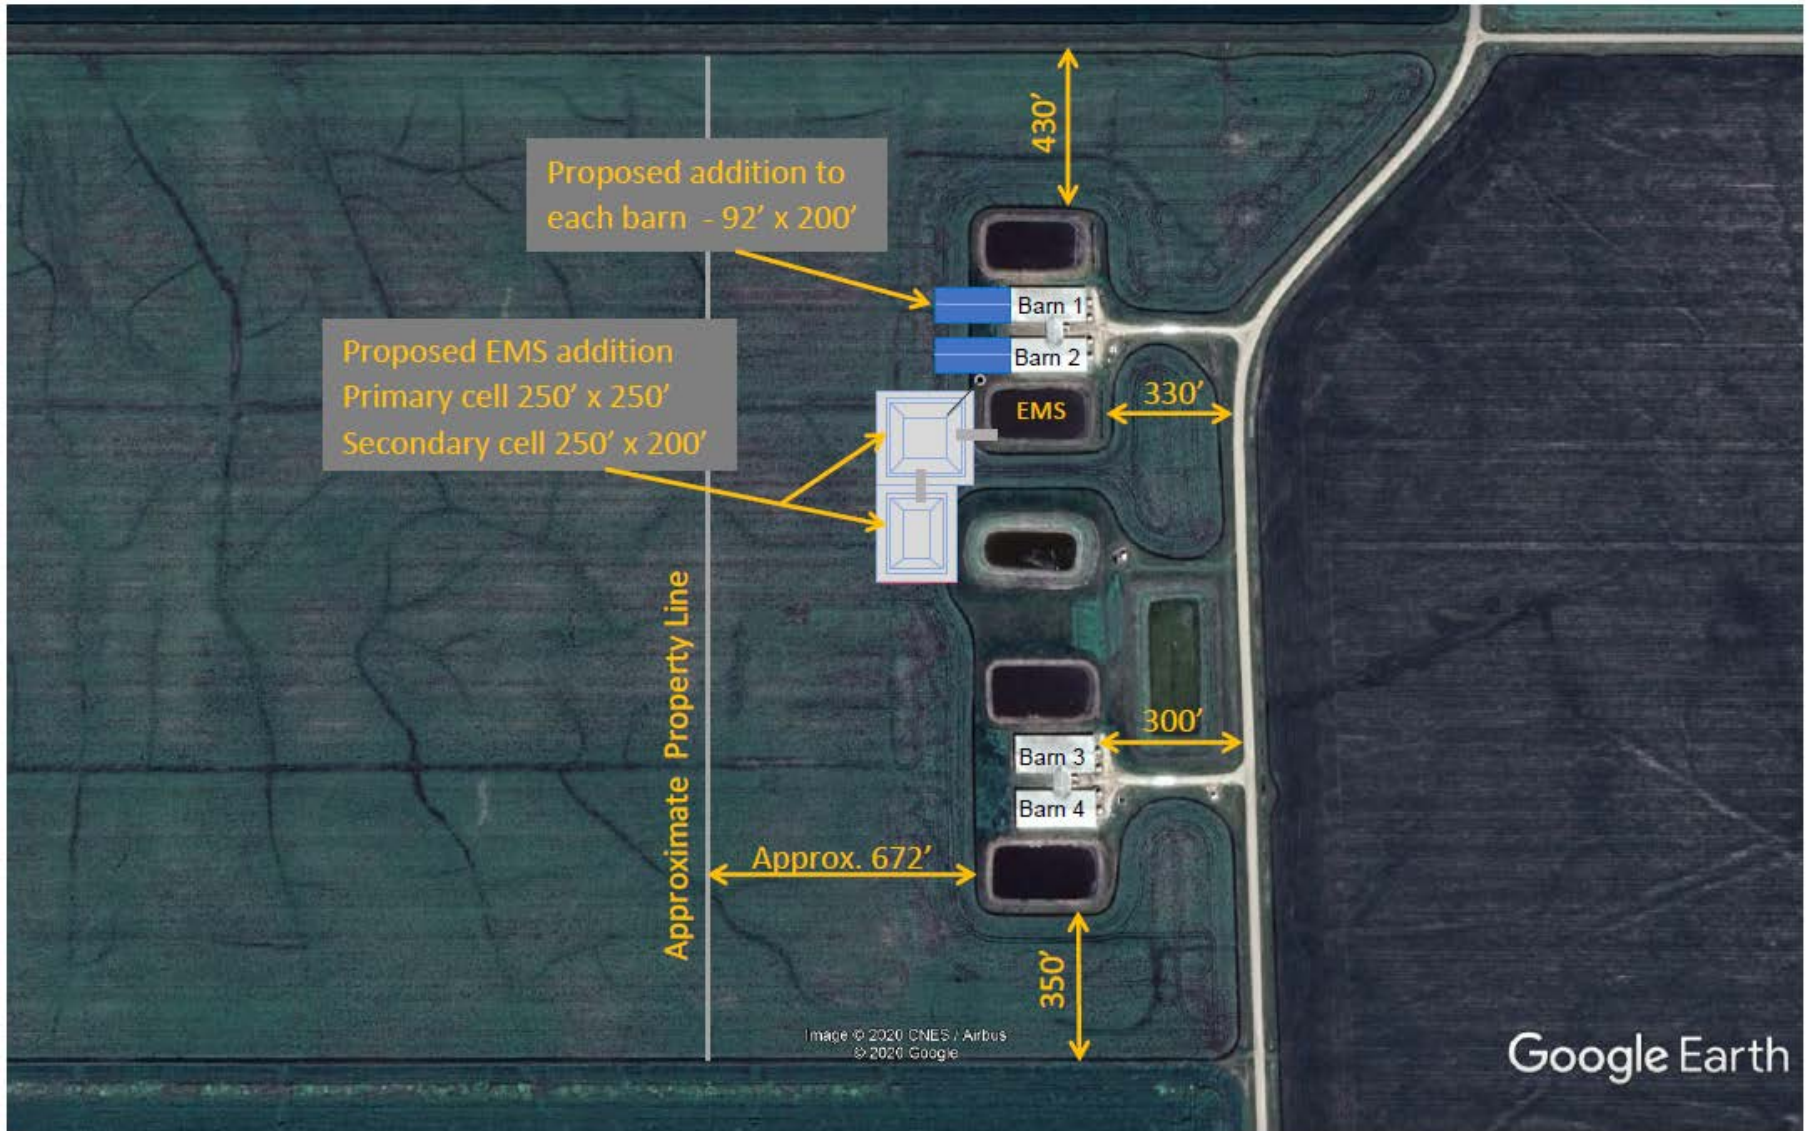 430’
Proposed addition to
each barn - 92’ x 200’
Barn 1
Proposed EMS addition
Primary cell 250’ x 250’
Secondary cell 250’ x 200’
Barn 2
330’
EMS
Approximate Property Line
300’
Barn 3
Barn 4
Approx. 672’
350’
Image © 2020 CNES / Airbus
© 2020 Google
Google Earth